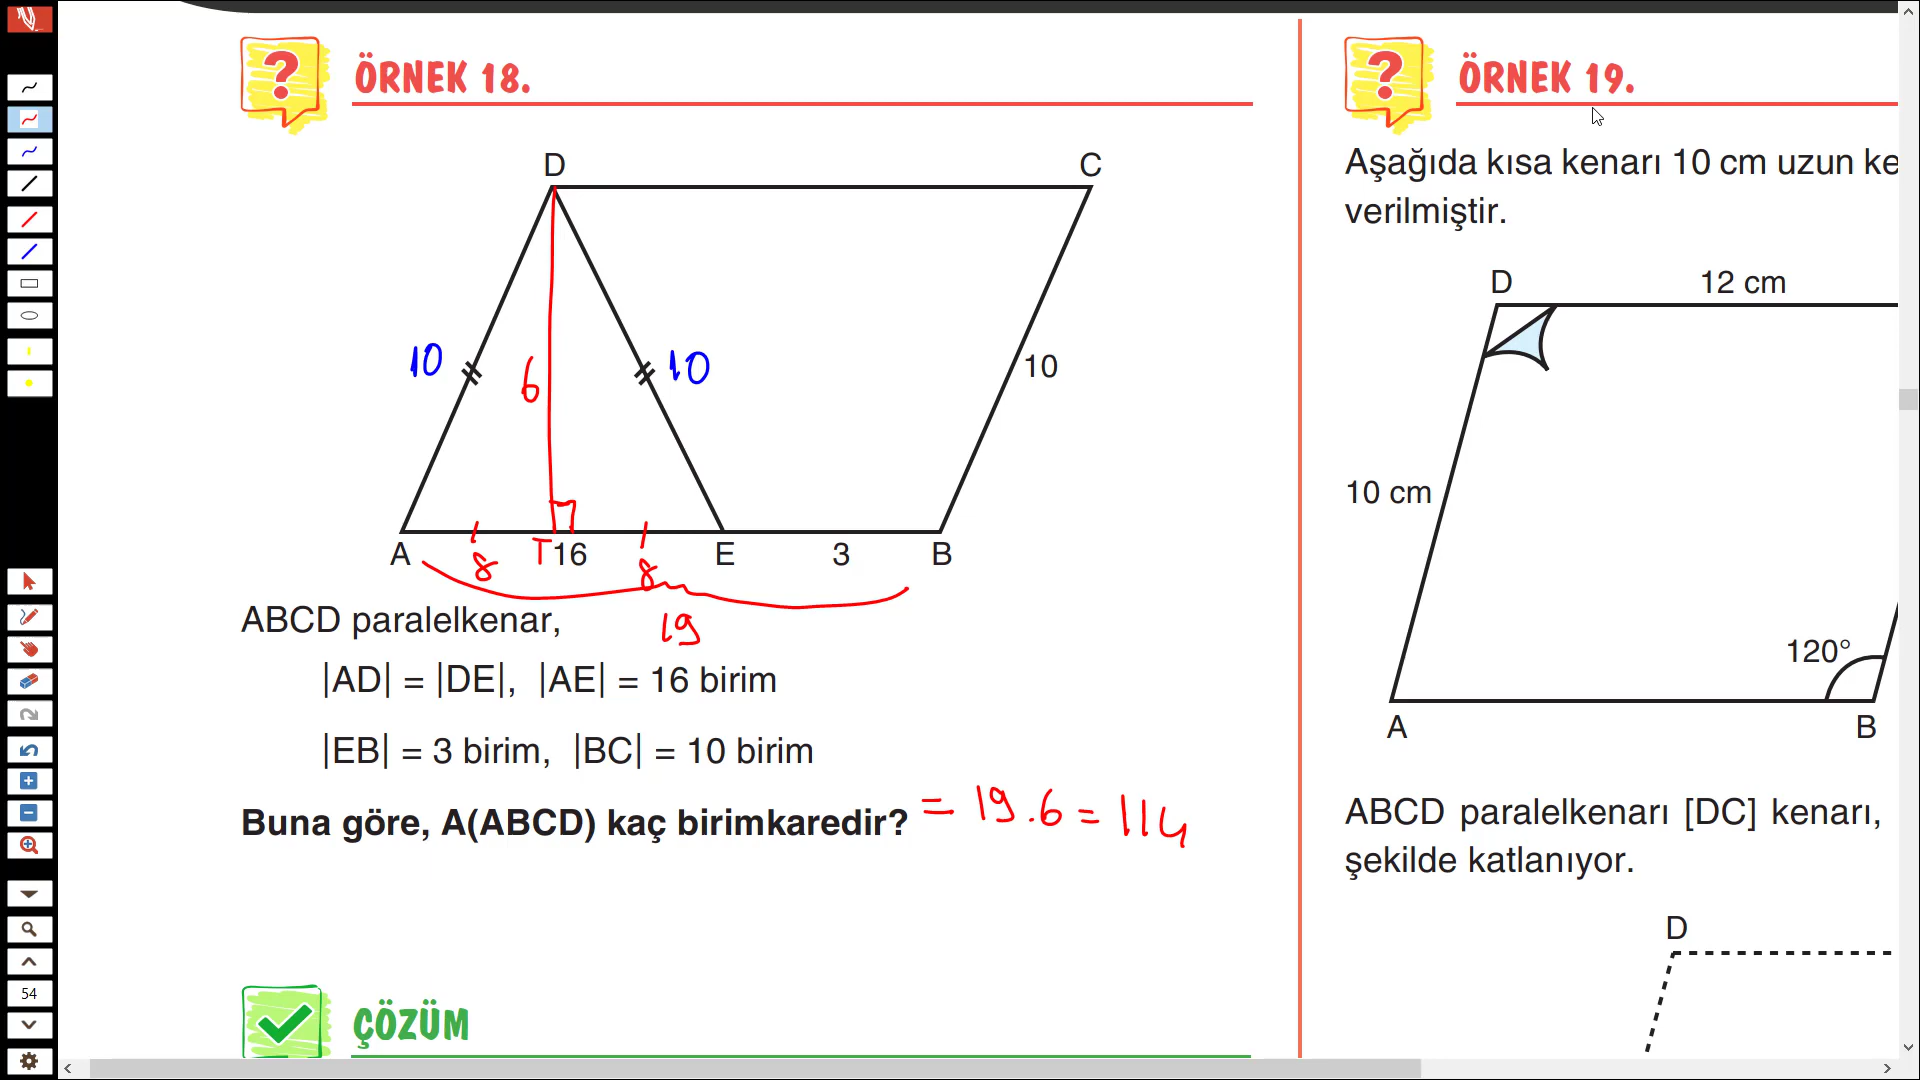 ÖRNEK 18.
D
C
10
10
10
6
A
8
T
16
8
E
3
B
19
ABCD paralelkenar,
|AD| = |DE|, |AE| = 16 birim
|EB| = 3 birim, |BC| = 10 birim
Buna göre, A(ABCD) kaç birimkaredir? = 19.6 = 114
ÇÖZÜM
ÖRNEK 19.
Aşağıda kısa kenarı 10 cm uzun ke
verilmiştir.
D
12 cm
10 cm
120°
A
B
ABCD paralelkenarı [DC] kenarı,
şekilde katlanıyor.
D
54